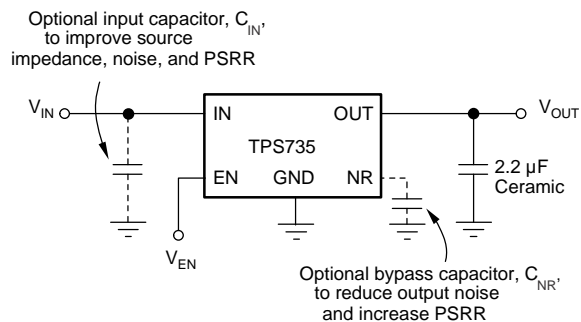 Optional input capacitor, C_IN,
to improve source
impedance, noise, and PSRR
V_IN
IN
OUT
V_OUT
TPS735
EN
GND
NR
2.2 µF
Ceramic
V_EN
Optional bypass capacitor, C_NR,
to reduce output noise
and increase PSRR